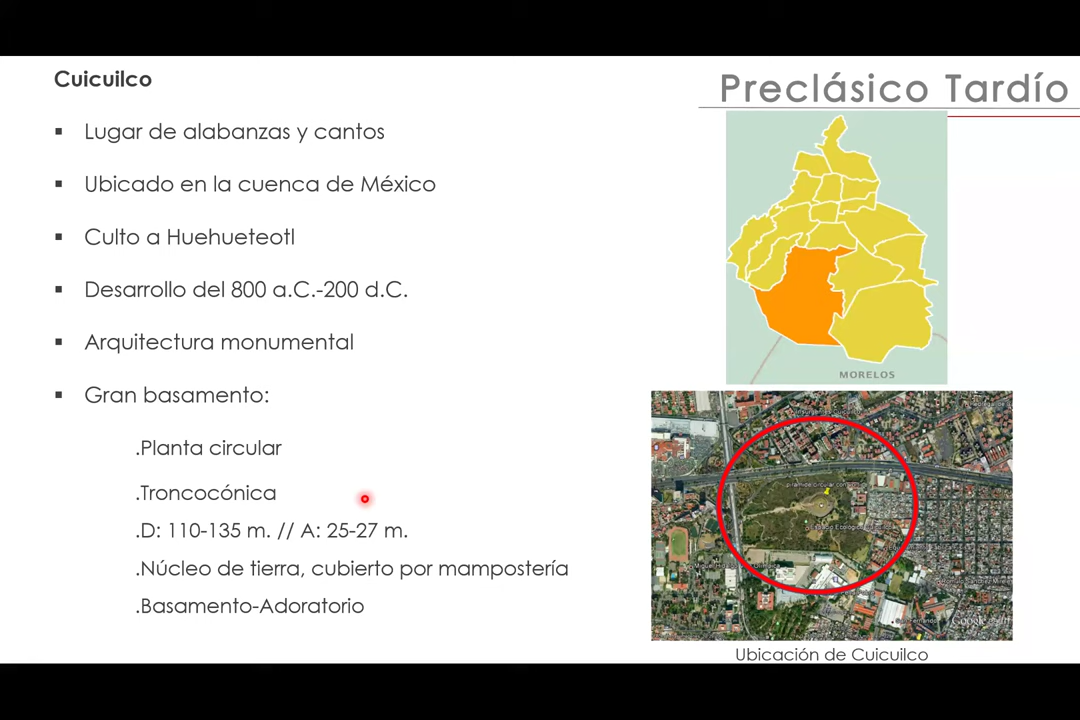 Cuicuilco
Preclásico Tardío
▪ Lugar de alabanzas y cantos
▪ Ubicado en la cuenca de México
▪ Culto a Huehueteotl
▪ Desarrollo del 800 a.C.-200 d.C.
▪ Arquitectura monumental
▪ Gran basamento:
.Planta circular
.Troncocónica
.D: 110-135 m. // A: 25-27 m.
.Núcleo de tierra, cubierto por mampostería
.Basamento-Adoratorio
MORELOS
Google
Ubicación de Cuicuilco